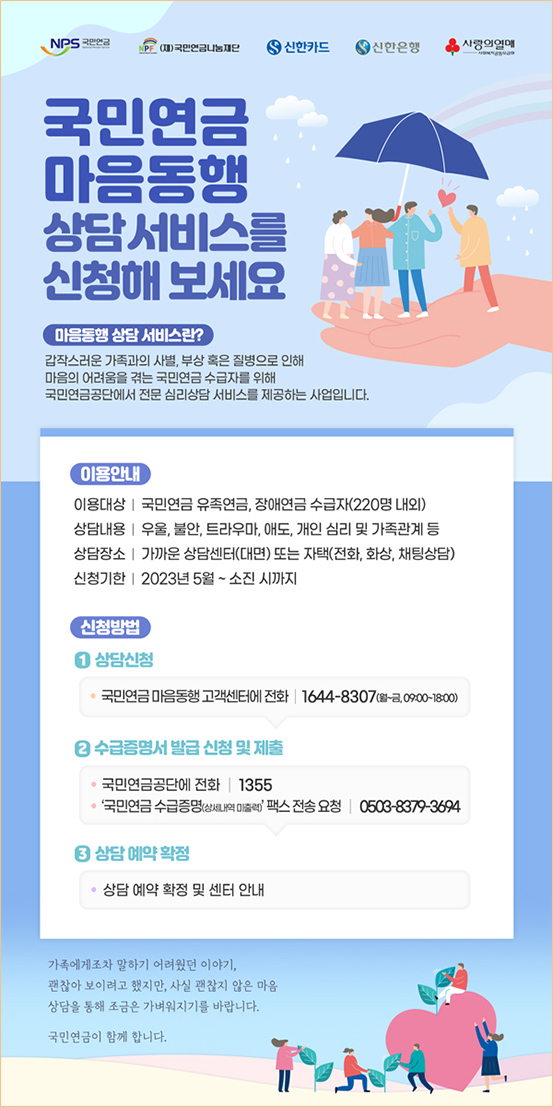 NPS 국민연금
NPF (재)국민연금나눔재단
신한카드
신한은행
사랑의열매
사회복지공동모금회
국민연금
마음동행
상담 서비스를
신청해 보세요
마음동행 상담 서비스란?
갑작스러운 가족과의 사별, 부상 혹은 질병으로 인해
마음의 어려움을 겪는 국민연금 수급자를 위해
국민연금공단에서 전문 심리상담 서비스를 제공하는 사업입니다.
이용안내
이용대상 | 국민연금 유족연금, 장애연금 수급자(220명 내외)
상담내용 | 우울, 불안, 트라우마, 애도, 개인 심리 및 가족관계 등
상담장소 | 가까운 상담센터(대면) 또는 자택(전화, 화상, 채팅상담)
신청기한 | 2023년 5월 ~ 소진 시까지
신청방법
1 상담신청
• 국민연금 마음동행 고객센터에 전화 | 1644-8307(월~금, 09:00~18:00)
2 수급증명서 발급 신청 및 제출
• 국민연금공단에 전화 | 1355
• ‘국민연금 수급증명(상세내역 미출력)’ 팩스 전송 요청 | 0503-8379-3694
3 상담 예약 확정
• 상담 예약 확정 및 센터 안내
가족에게조차 말하기 어려웠던 이야기,
괜찮아 보이려고 했지만, 사실 괜찮지 않은 마음
상담을 통해 조금은 가벼워지기를 바랍니다.
국민연금이 함께 합니다.